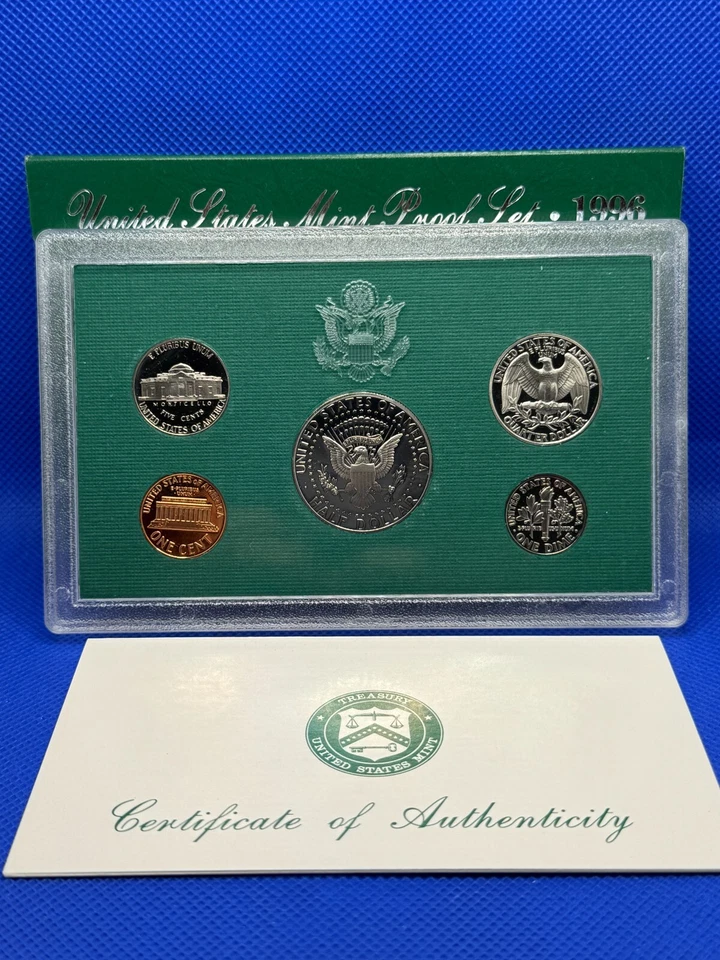 United States Mint Proof Set • 1996
E PLURIBUS UNUM
MONTICELLO
FIVE CENTS
UNITED STATES OF AMERICA
UNITED STATES OF AMERICA
HALF DOLLAR
UNITED STATES OF AMERICA
E PLURIBUS
UNUM
QUARTER DOLLAR
UNITED STATES OF AMERICA
E·PLURIBUS
·UNUM·
ONE CENT
UNITED STATES OF AMERICA
ONE DIME
TREASURY
UNITED STATES MINT
Certificate of Authenticity